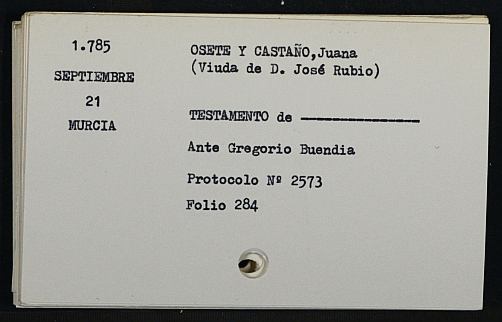 1.785
SEPTIEMBRE
21
MURCIA
OSETE Y CASTAÑO,Juana
(Viuda de D. José Rubio)
TESTAMENTO de ---------------
Ante Gregorio Buendia
Protocolo Nº 2573
Folio 284